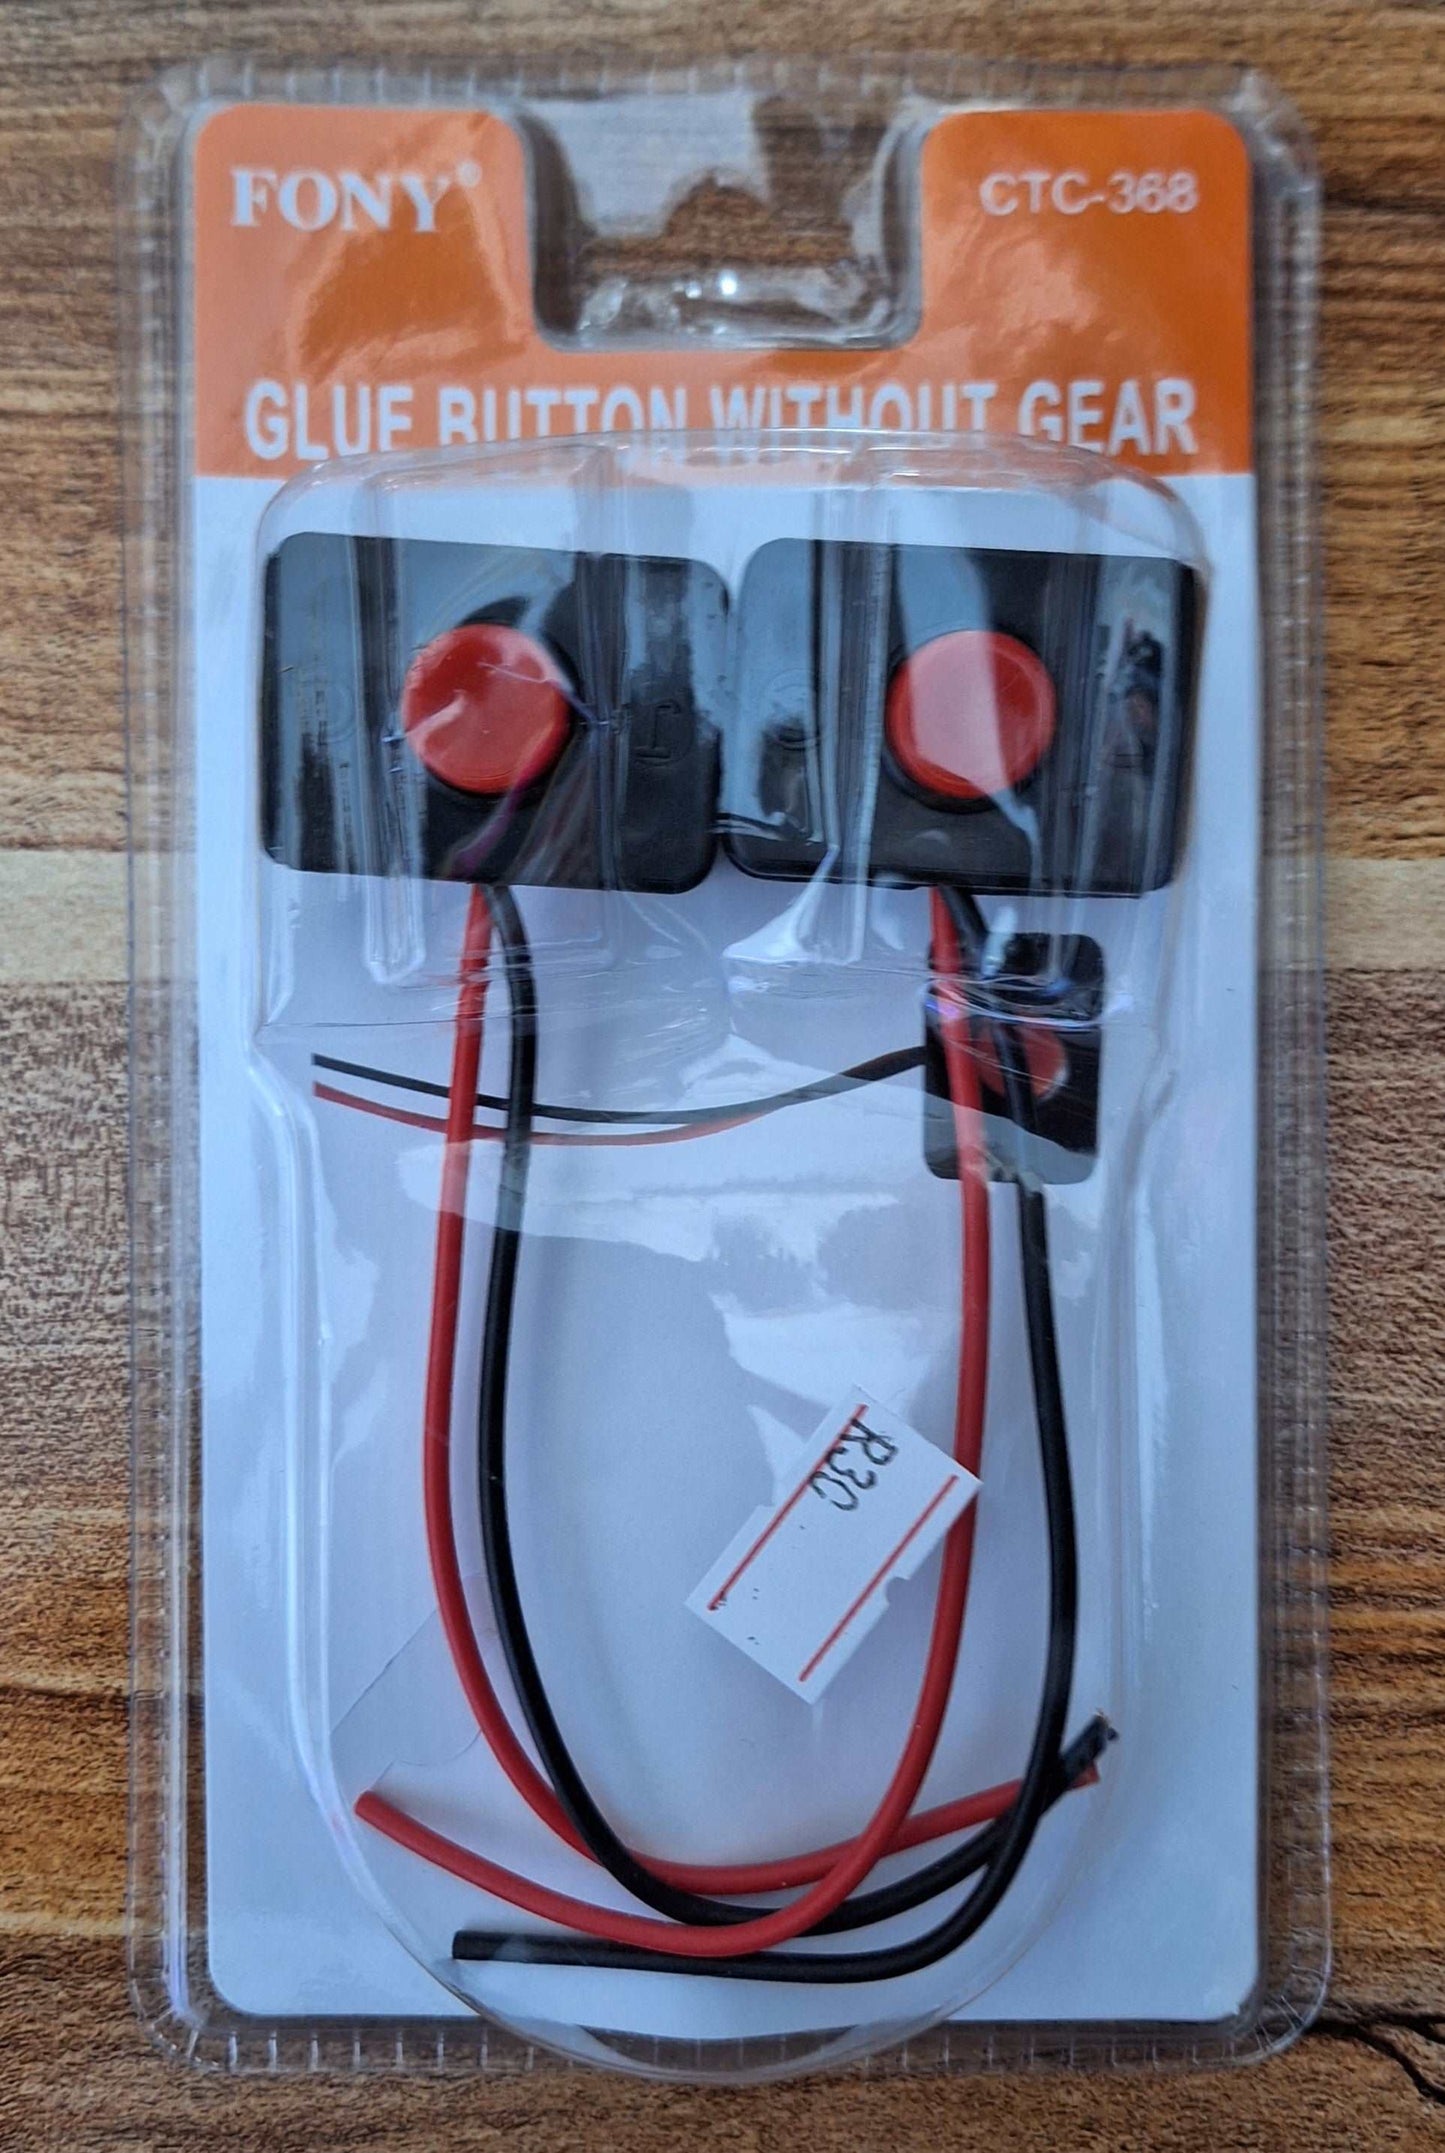 FONY®
CTC-368
GLUE BUTTON WITHOUT GEAR
R30